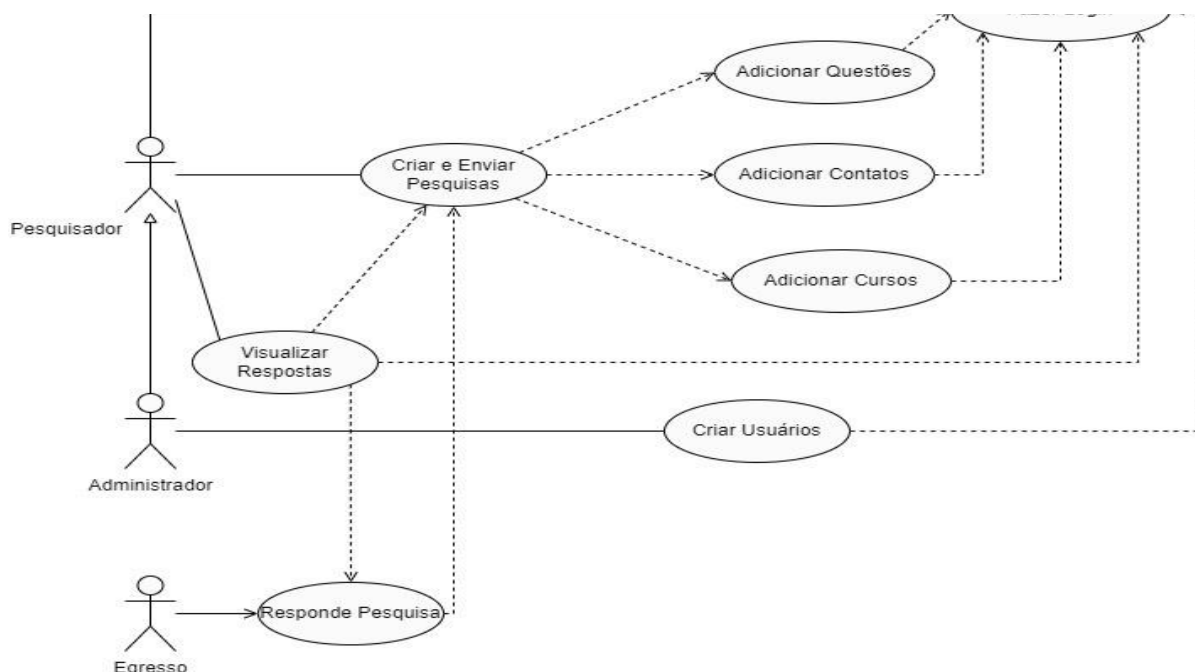 Adicionar Questões
Criar e Enviar
Pesquisas
Adicionar Contatos
Pesquisador
Adicionar Cursos
Visualizar
Respostas
Criar Usuários
Administrador
Responde Pesquisa
Egresso